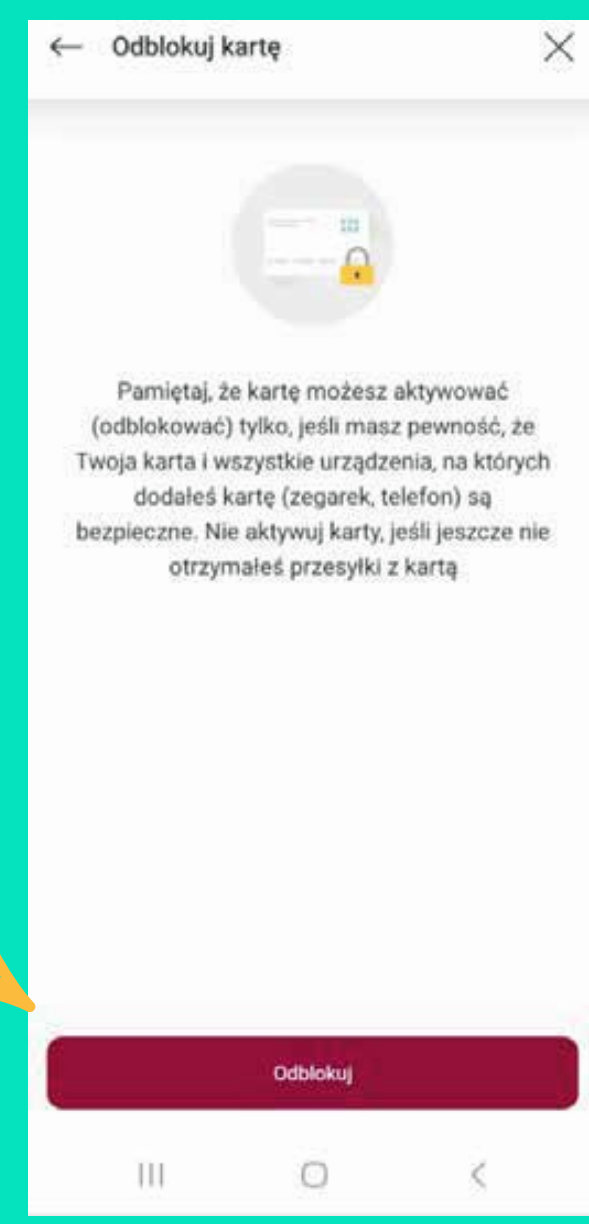 Odblokuj kartę
Pamiętaj, że kartę możesz aktywować
(odblokować) tylko, jeśli masz pewność, że
Twoja karta i wszystkie urządzenia, na których
dodałeś kartę (zegarek, telefon) są
bezpieczne. Nie aktywuj karty, jeśli jeszcze nie
otrzymałeś przesyłki z kartą
Odblokuj